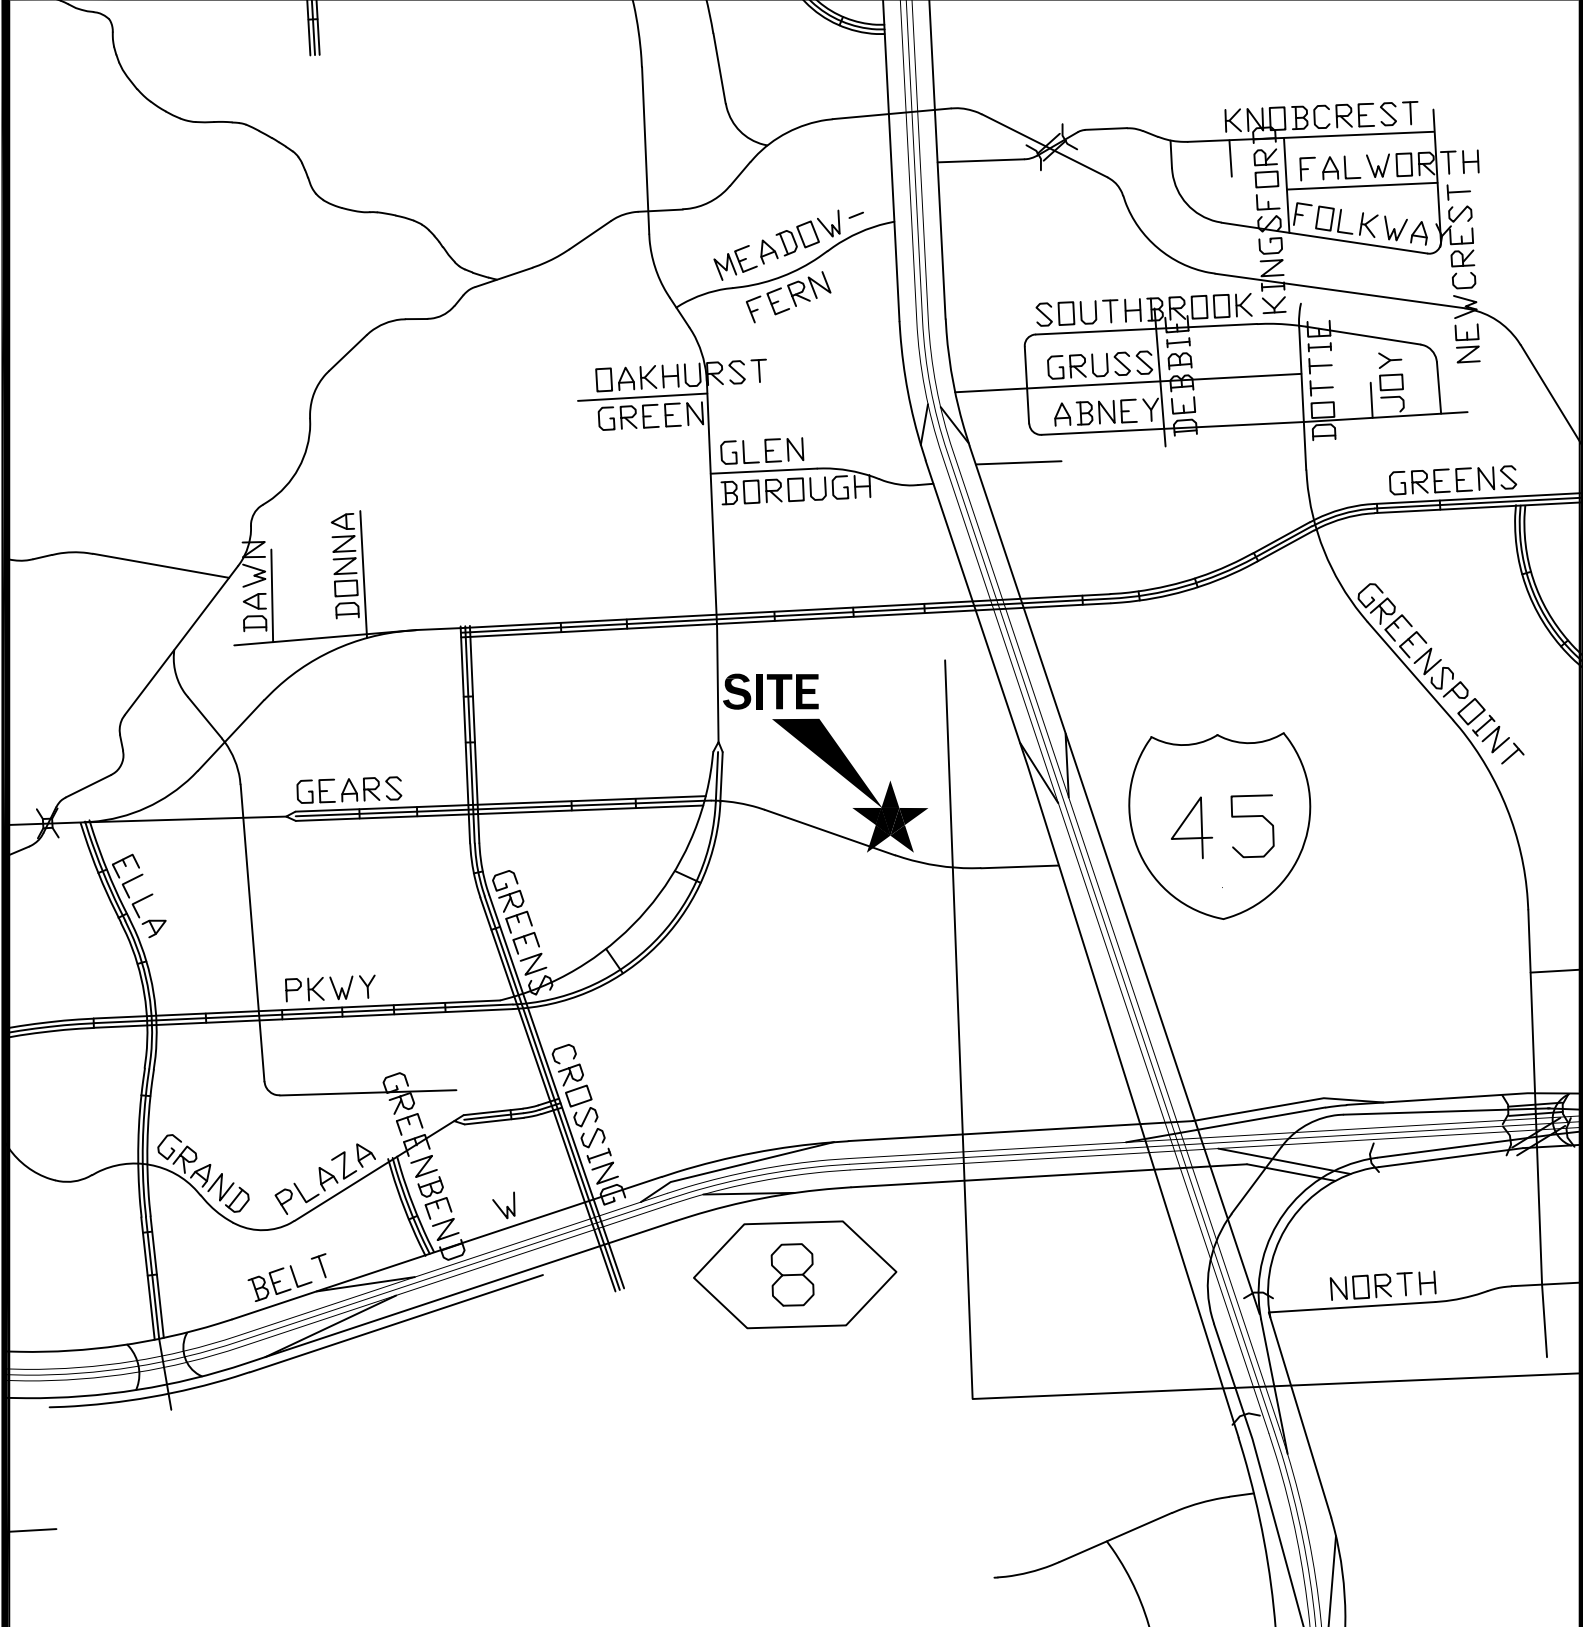 KNOBCREST
KINGSFORD
FALWORTH
FOLKWAY
NEWCREST
MEADOW-
FERN
SOUTHBROOK
DEBBIE
DOTTIE
GRUSS
JOY
ABNEY
OAKHURST
GREEN
GLEN
BOROUGH
GREENS
DAWN
DONNA
GREENSPOINT
SITE
GEARS
45
ELLA
GREENS
PKWY
CROSSING
GREENBEND
GRAND
PLAZA
W
BELT
8
NORTH